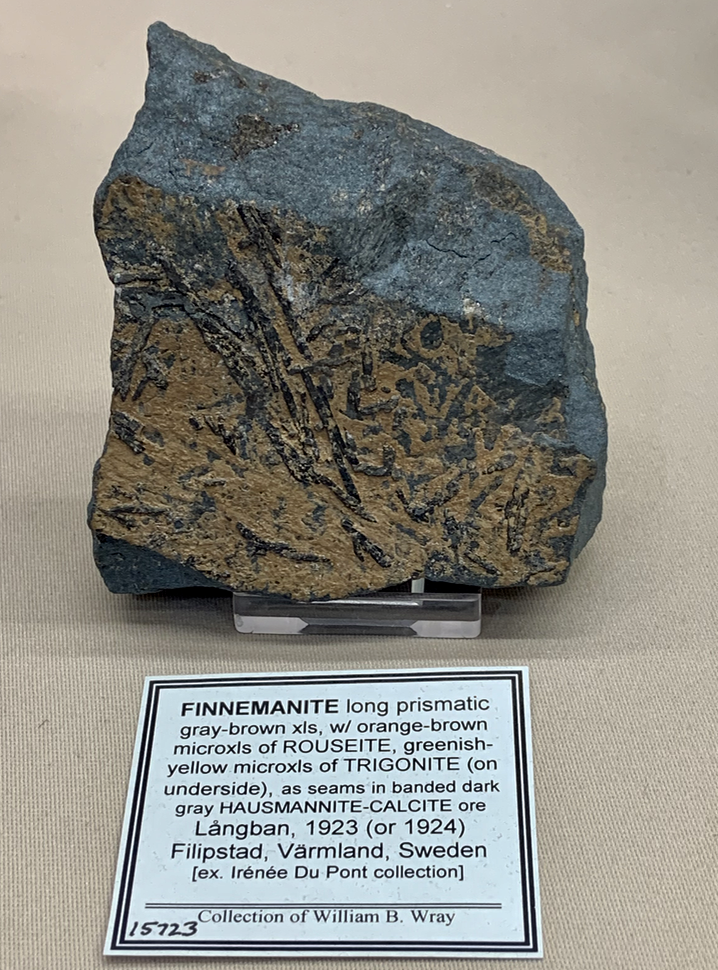 FINNEMANITE long prismatic
gray-brown xls, w/ orange-brown
microxls of ROUSEITE, greenish-
yellow microxls of TRIGONITE (on
underside), as seams in banded dark
gray HAUSMANNITE-CALCITE ore
Långban, 1923 (or 1924)
Filipstad, Värmland, Sweden
[ex. Irénée Du Pont collection]
Collection of William B. Wray
15723